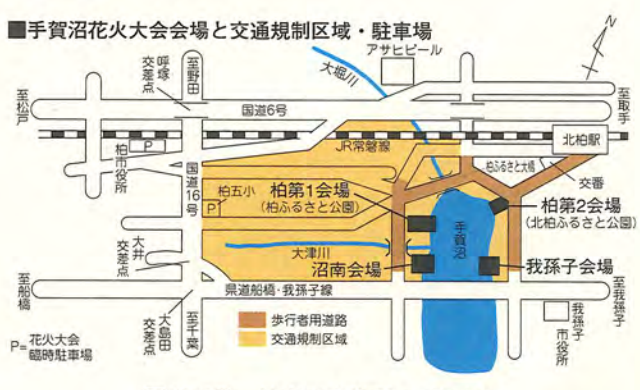 ■手賀沼花火大会会場と交通規制区域・駐車場
N
アサヒビール
大堀川
呼塚
交差点
至野田
至松戸
国道6号
至取手
北柏駅
P
JR常磐線
柏市役所
柏ふるさと大橋
交番
国道16号
柏五小
P
柏第1会場
(柏ふるさと公園)
手賀沼
柏第2会場
(北柏ふるさと公園)
大井
交差点
大津川
沼南会場
我孫子会場
至船橋
県道船橋・我孫子線
至我孫子
大島田
交差点
至千葉
歩行者用道路
交通規制区域
我孫子
市役所
P=花火大会
臨時駐車場